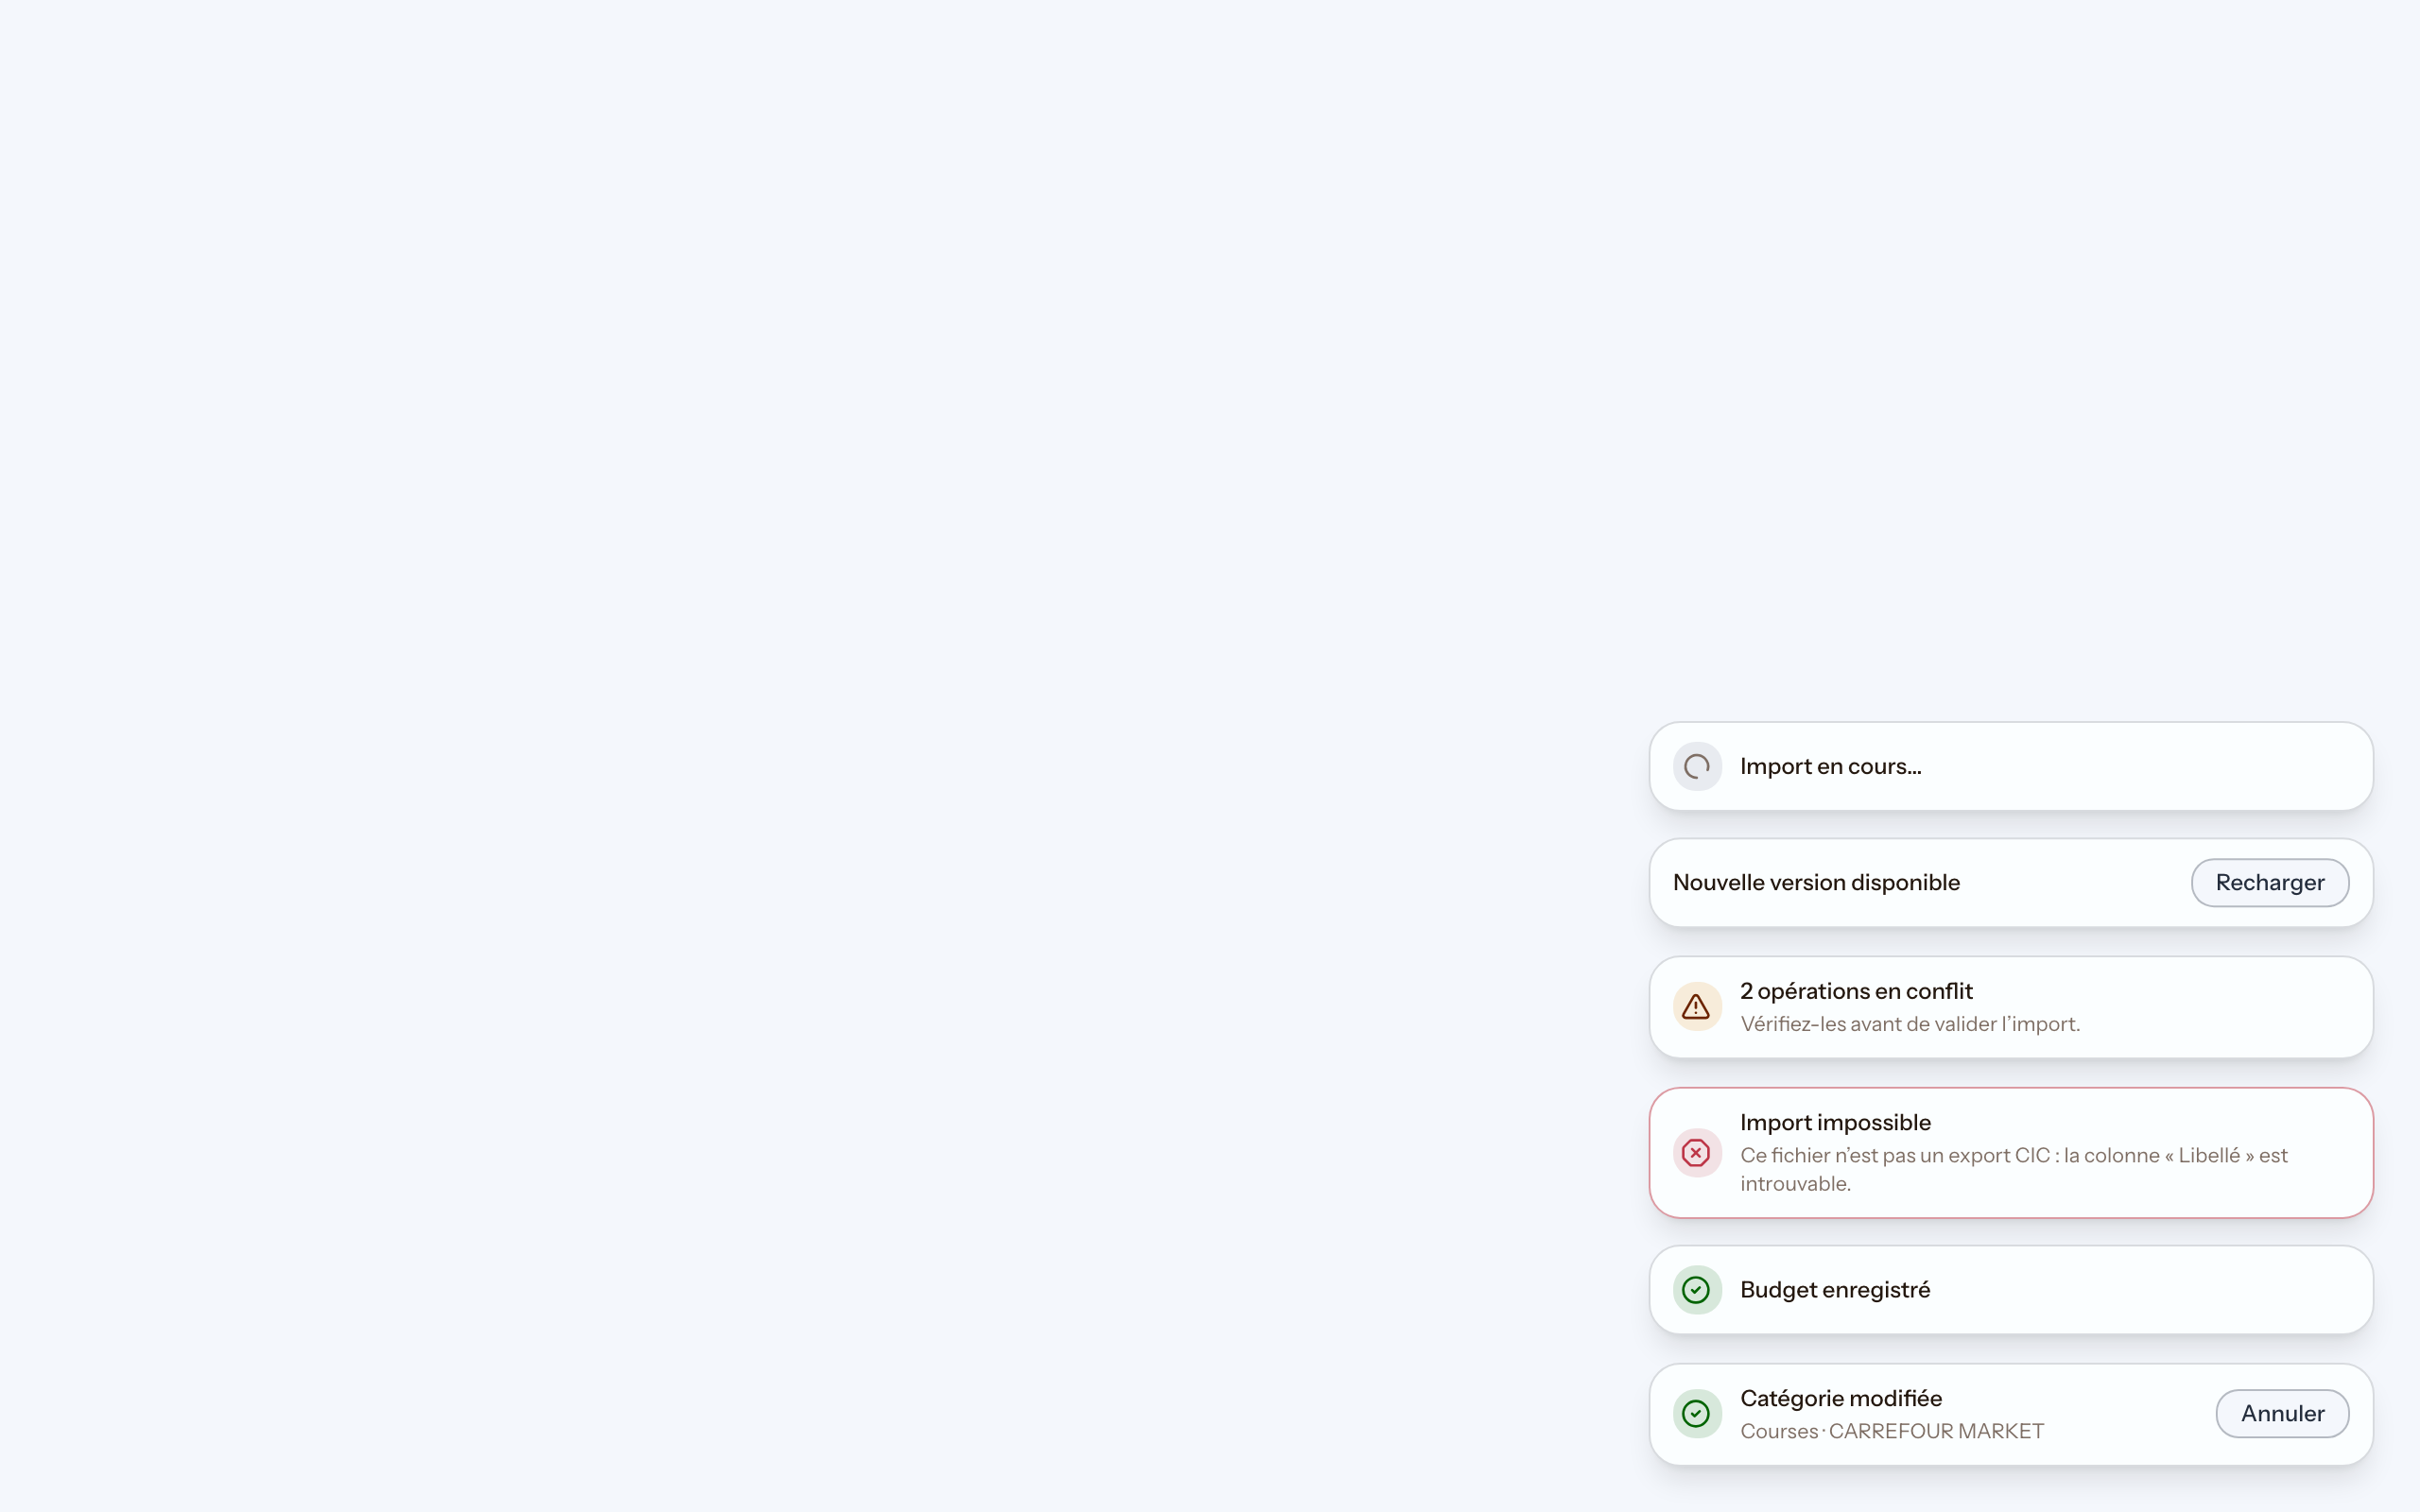 Import en cours…
Nouvelle version disponible
Recharger
2 opérations en conflit
Vérifiez-les avant de valider l’import.
Import impossible
Ce fichier n’est pas un export CIC : la colonne « Libellé » est
introuvable.
Budget enregistré
Catégorie modifiée
Courses · CARREFOUR MARKET
Annuler